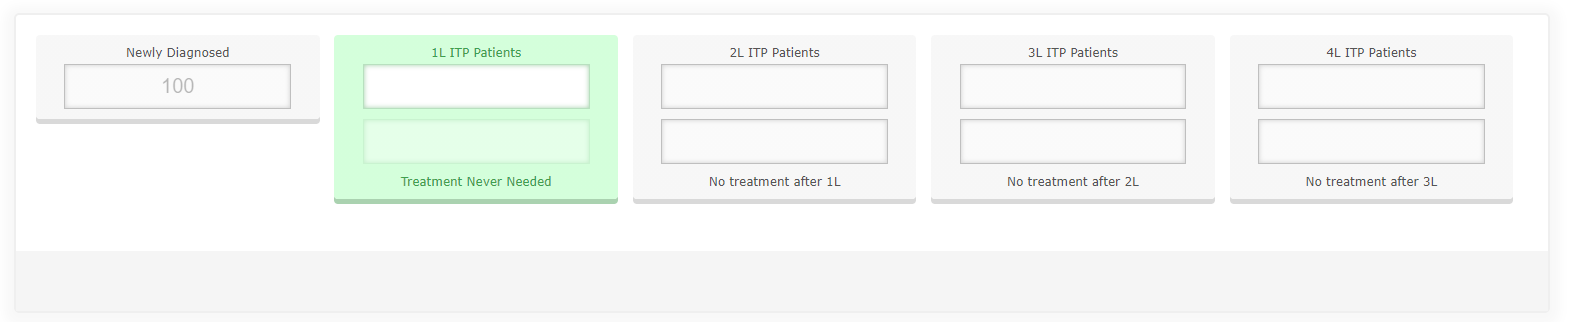 Newly Diagnosed
100
1L ITP Patients
Treatment Never Needed
2L ITP Patients
No treatment after 1L
3L ITP Patients
No treatment after 2L
4L ITP Patients
No treatment after 3L